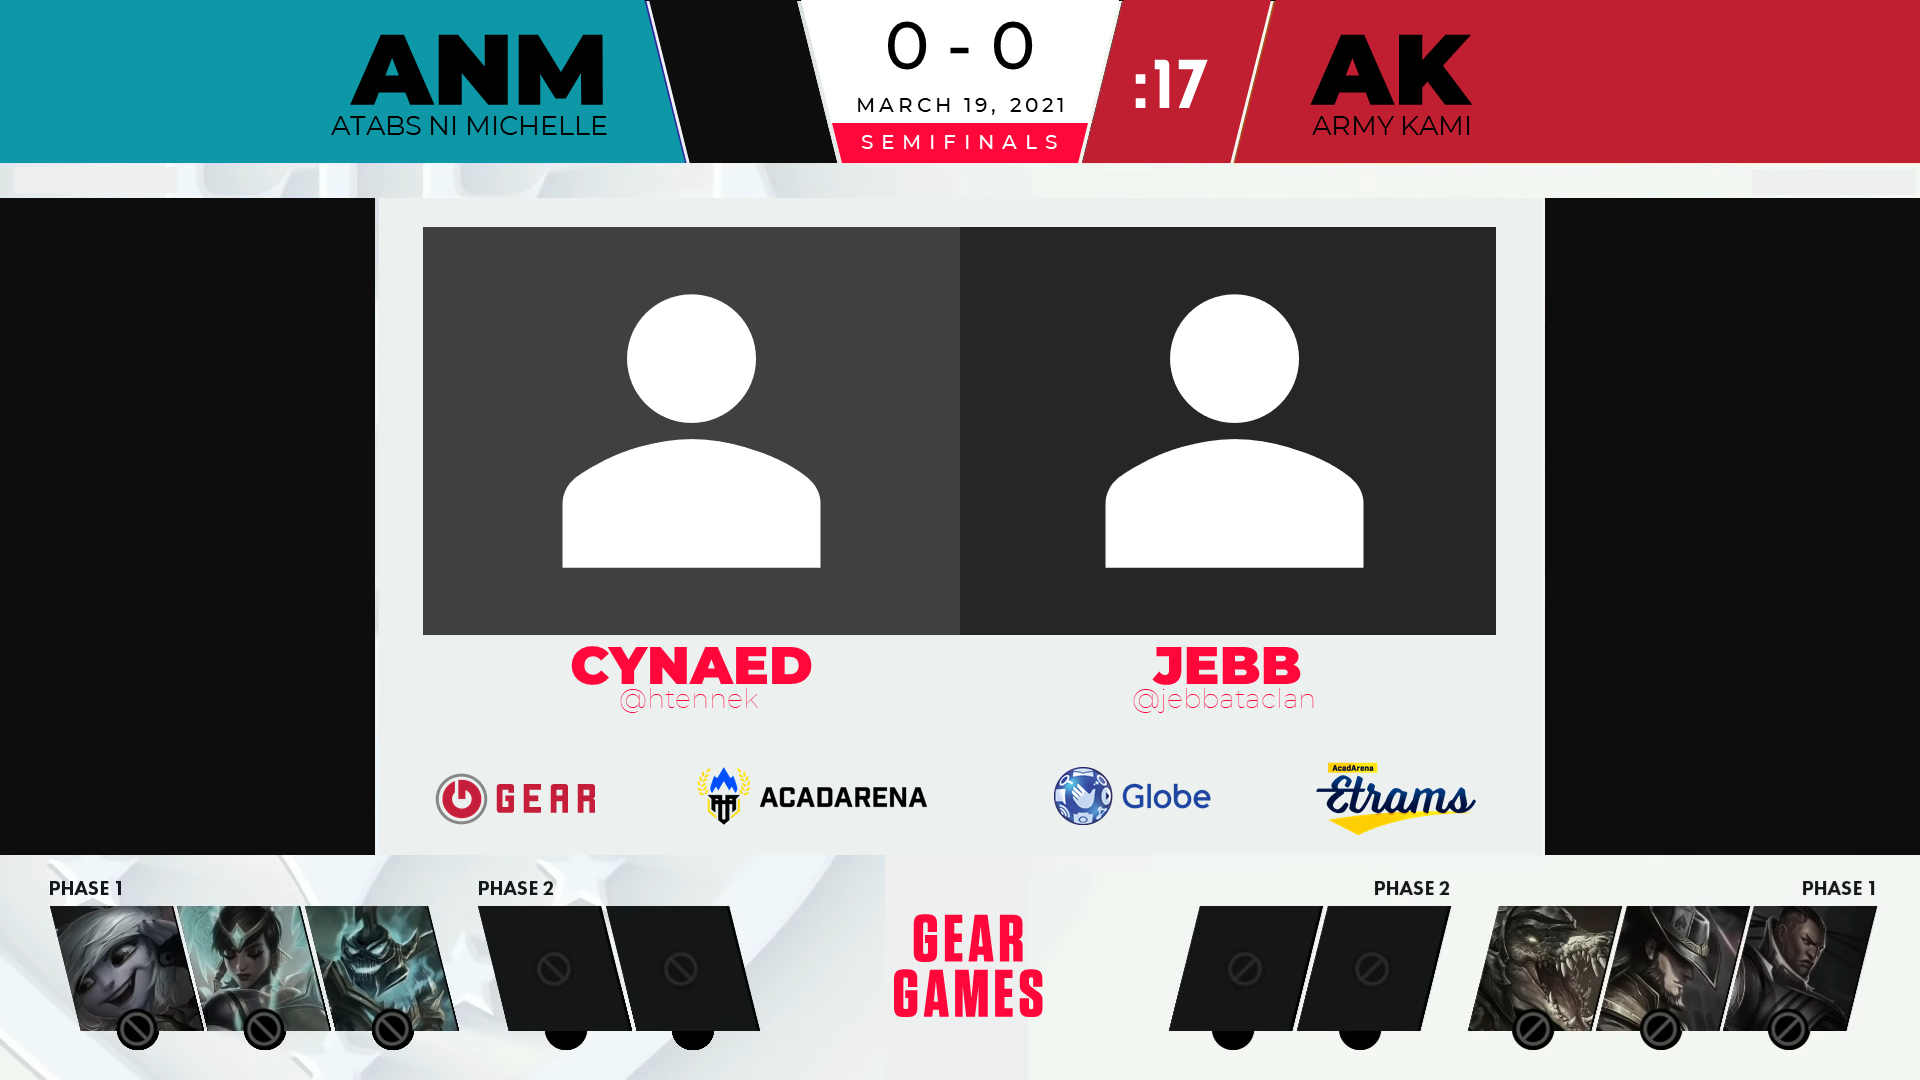 ANM
ATABS NI MICHELLE
0 - 0
MARCH 19, 2021
SEMIFINALS
:17
AK
ARMY KAMI
CYNAED
@htennek
JEBB
@jebbataclan
GEAR
ACADARENA
Globe
AcadArena
Etrams
PHASE 1
PHASE 2
GEAR
GAMES
PHASE 2
PHASE 1